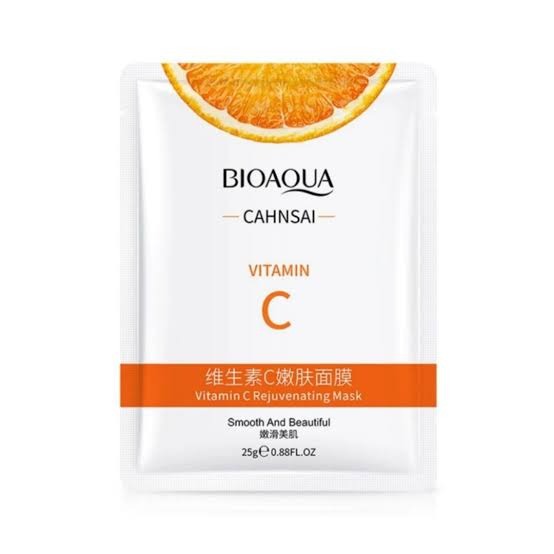 BIOAQUA
CAHNSAI
VITAMIN
C
维生素C嫩肤面膜
Vitamin C Rejuvenating Mask
Smooth And Beautiful
嫩滑美肌
25g℮0.88FL.OZ